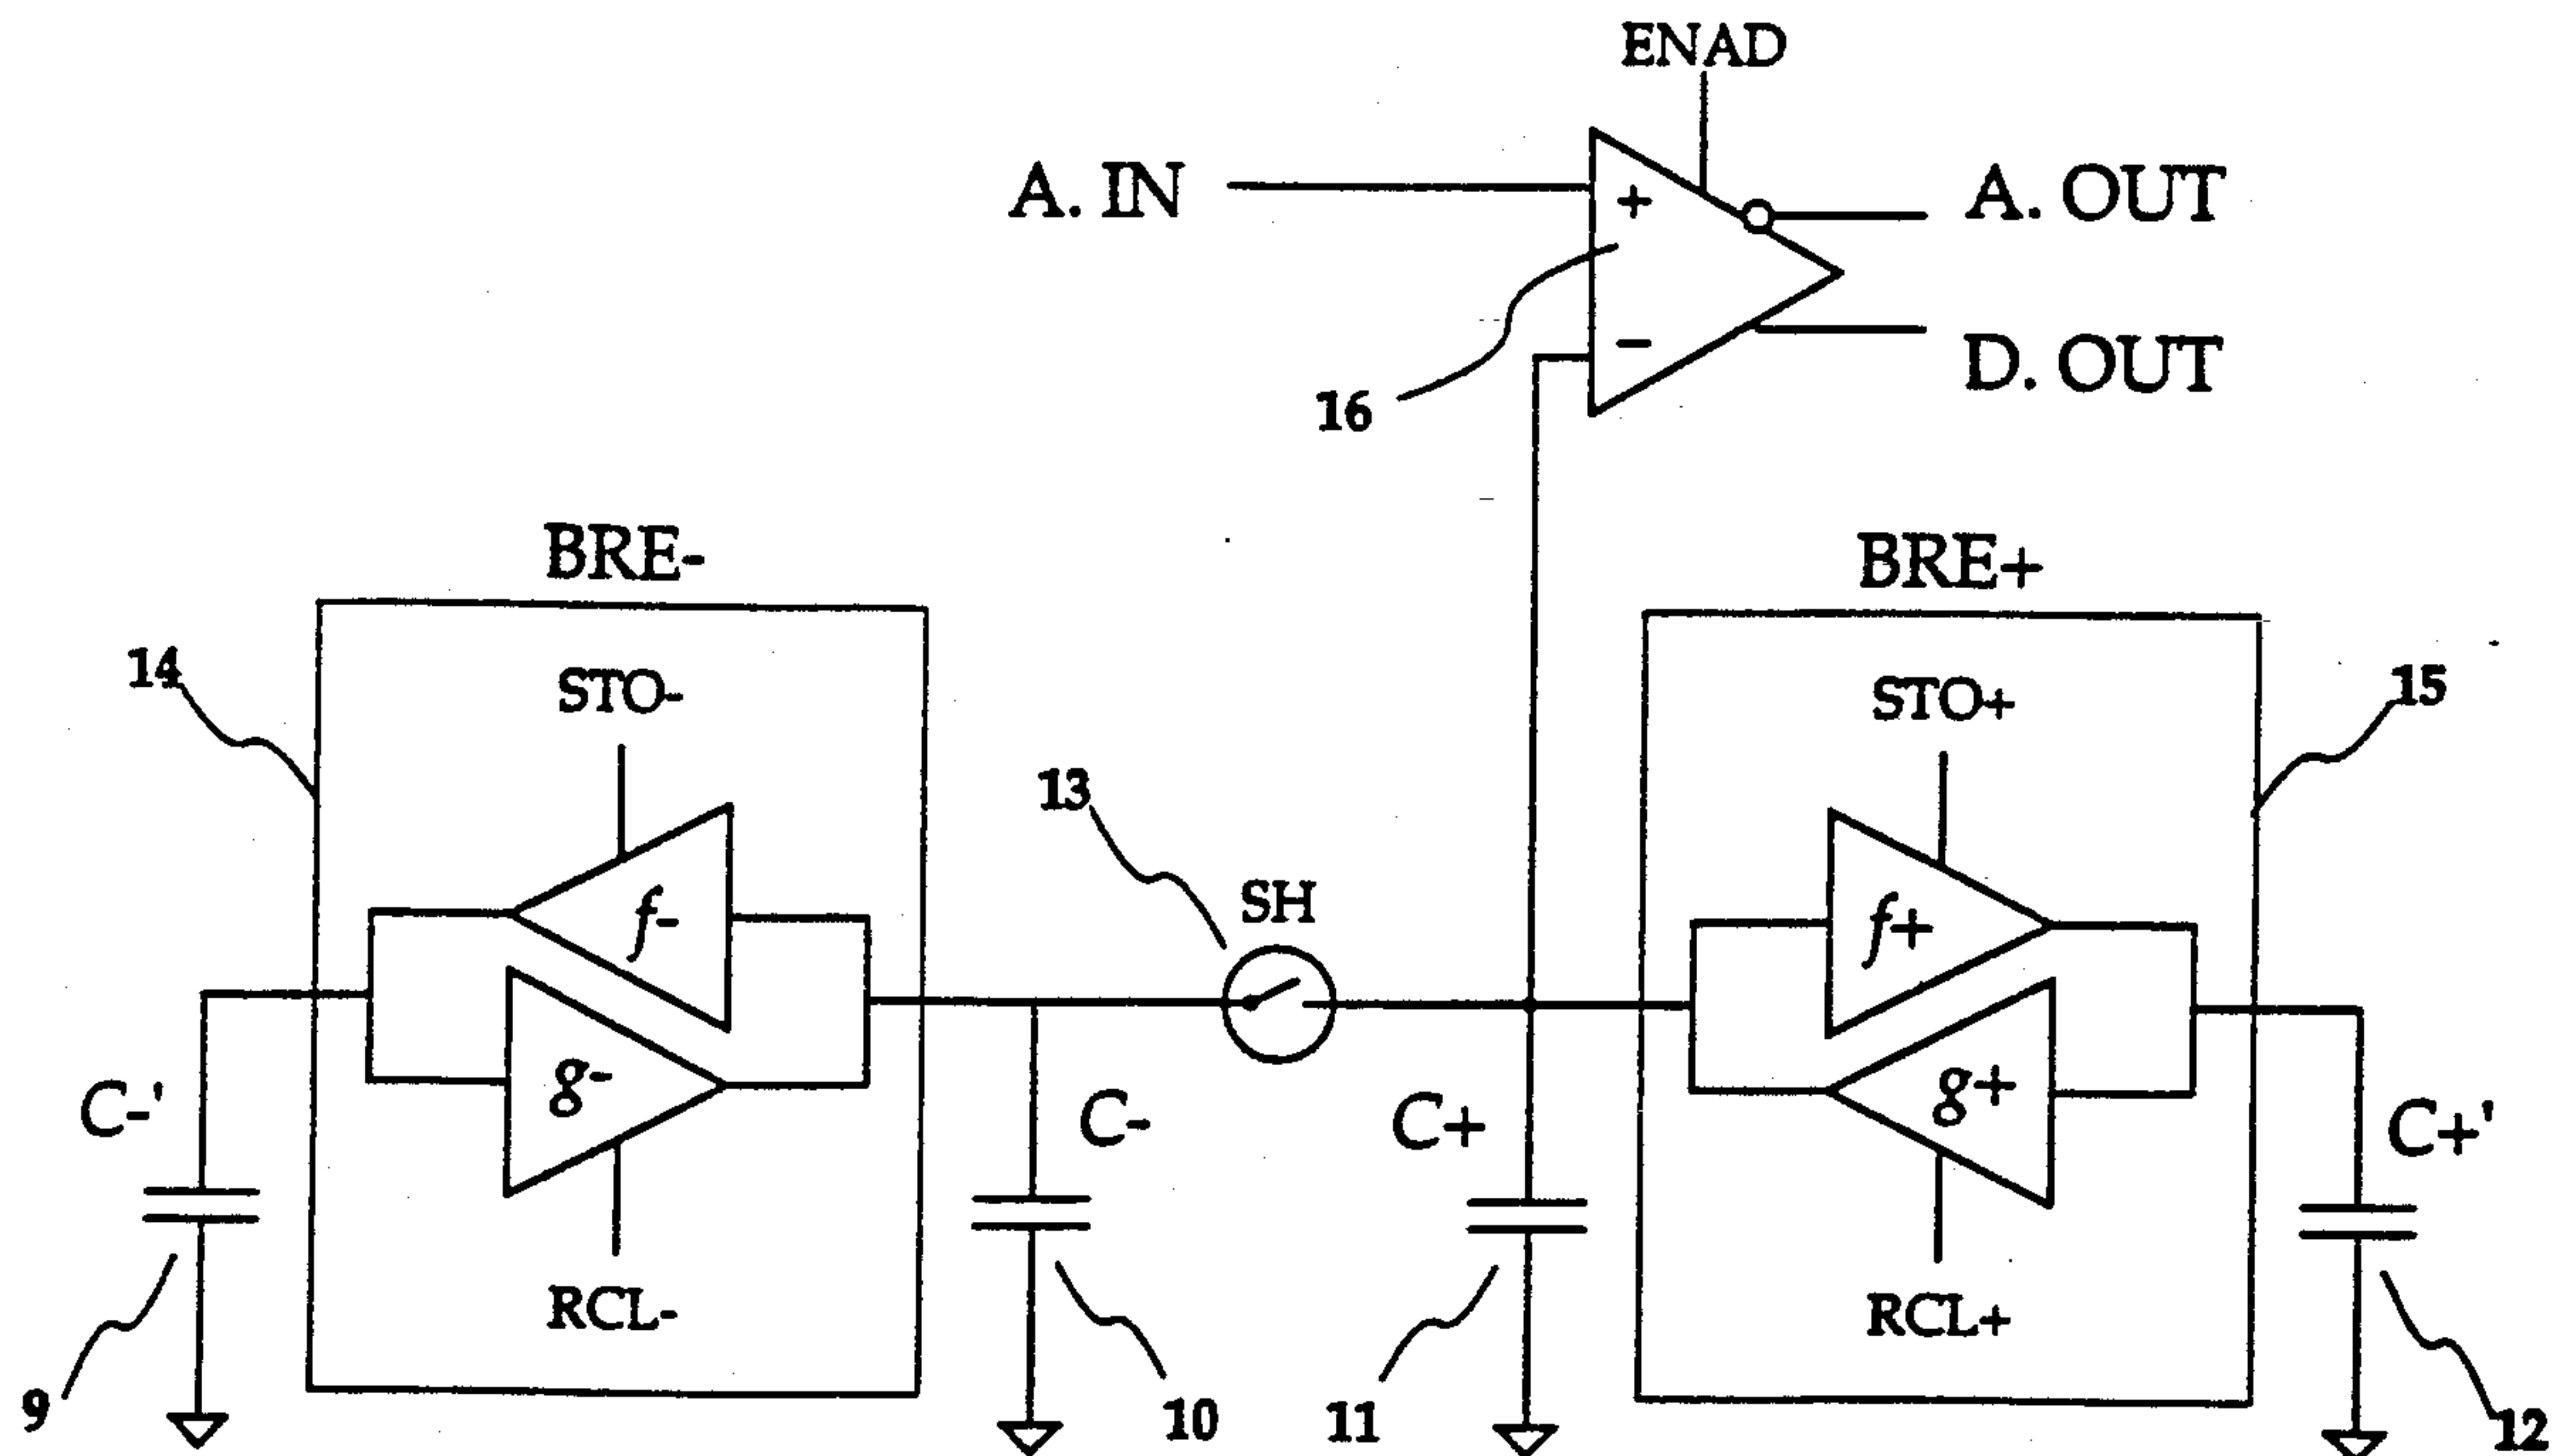 ENAD
A. IN
+
A. OUT
−
D. OUT
16
BRE-
BRE+
14
STO-
STO+
15
13
SH
f-
f+
g-
g+
C-'
C-
C+
C+'
RCL-
RCL+
9
10
11
12